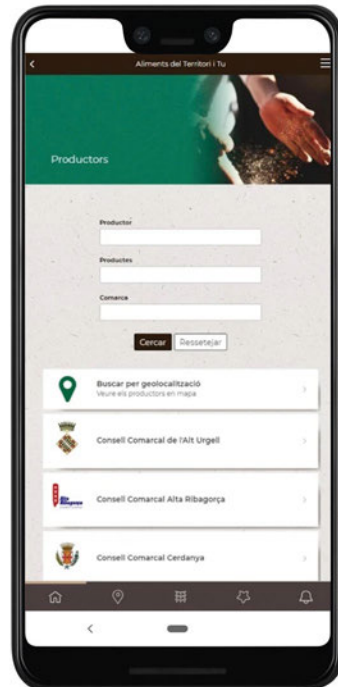 Aliments del Territori i Tu
Productors
Productor
Productes
Comarca
Cercar
Ressetejar
Buscar per geolocalització
Veure els productors en mapa
Consell Comarcal de l'Alt Urgell
Consell Comarcal Alta Ribagorça
Consell Comarcal Cerdanya